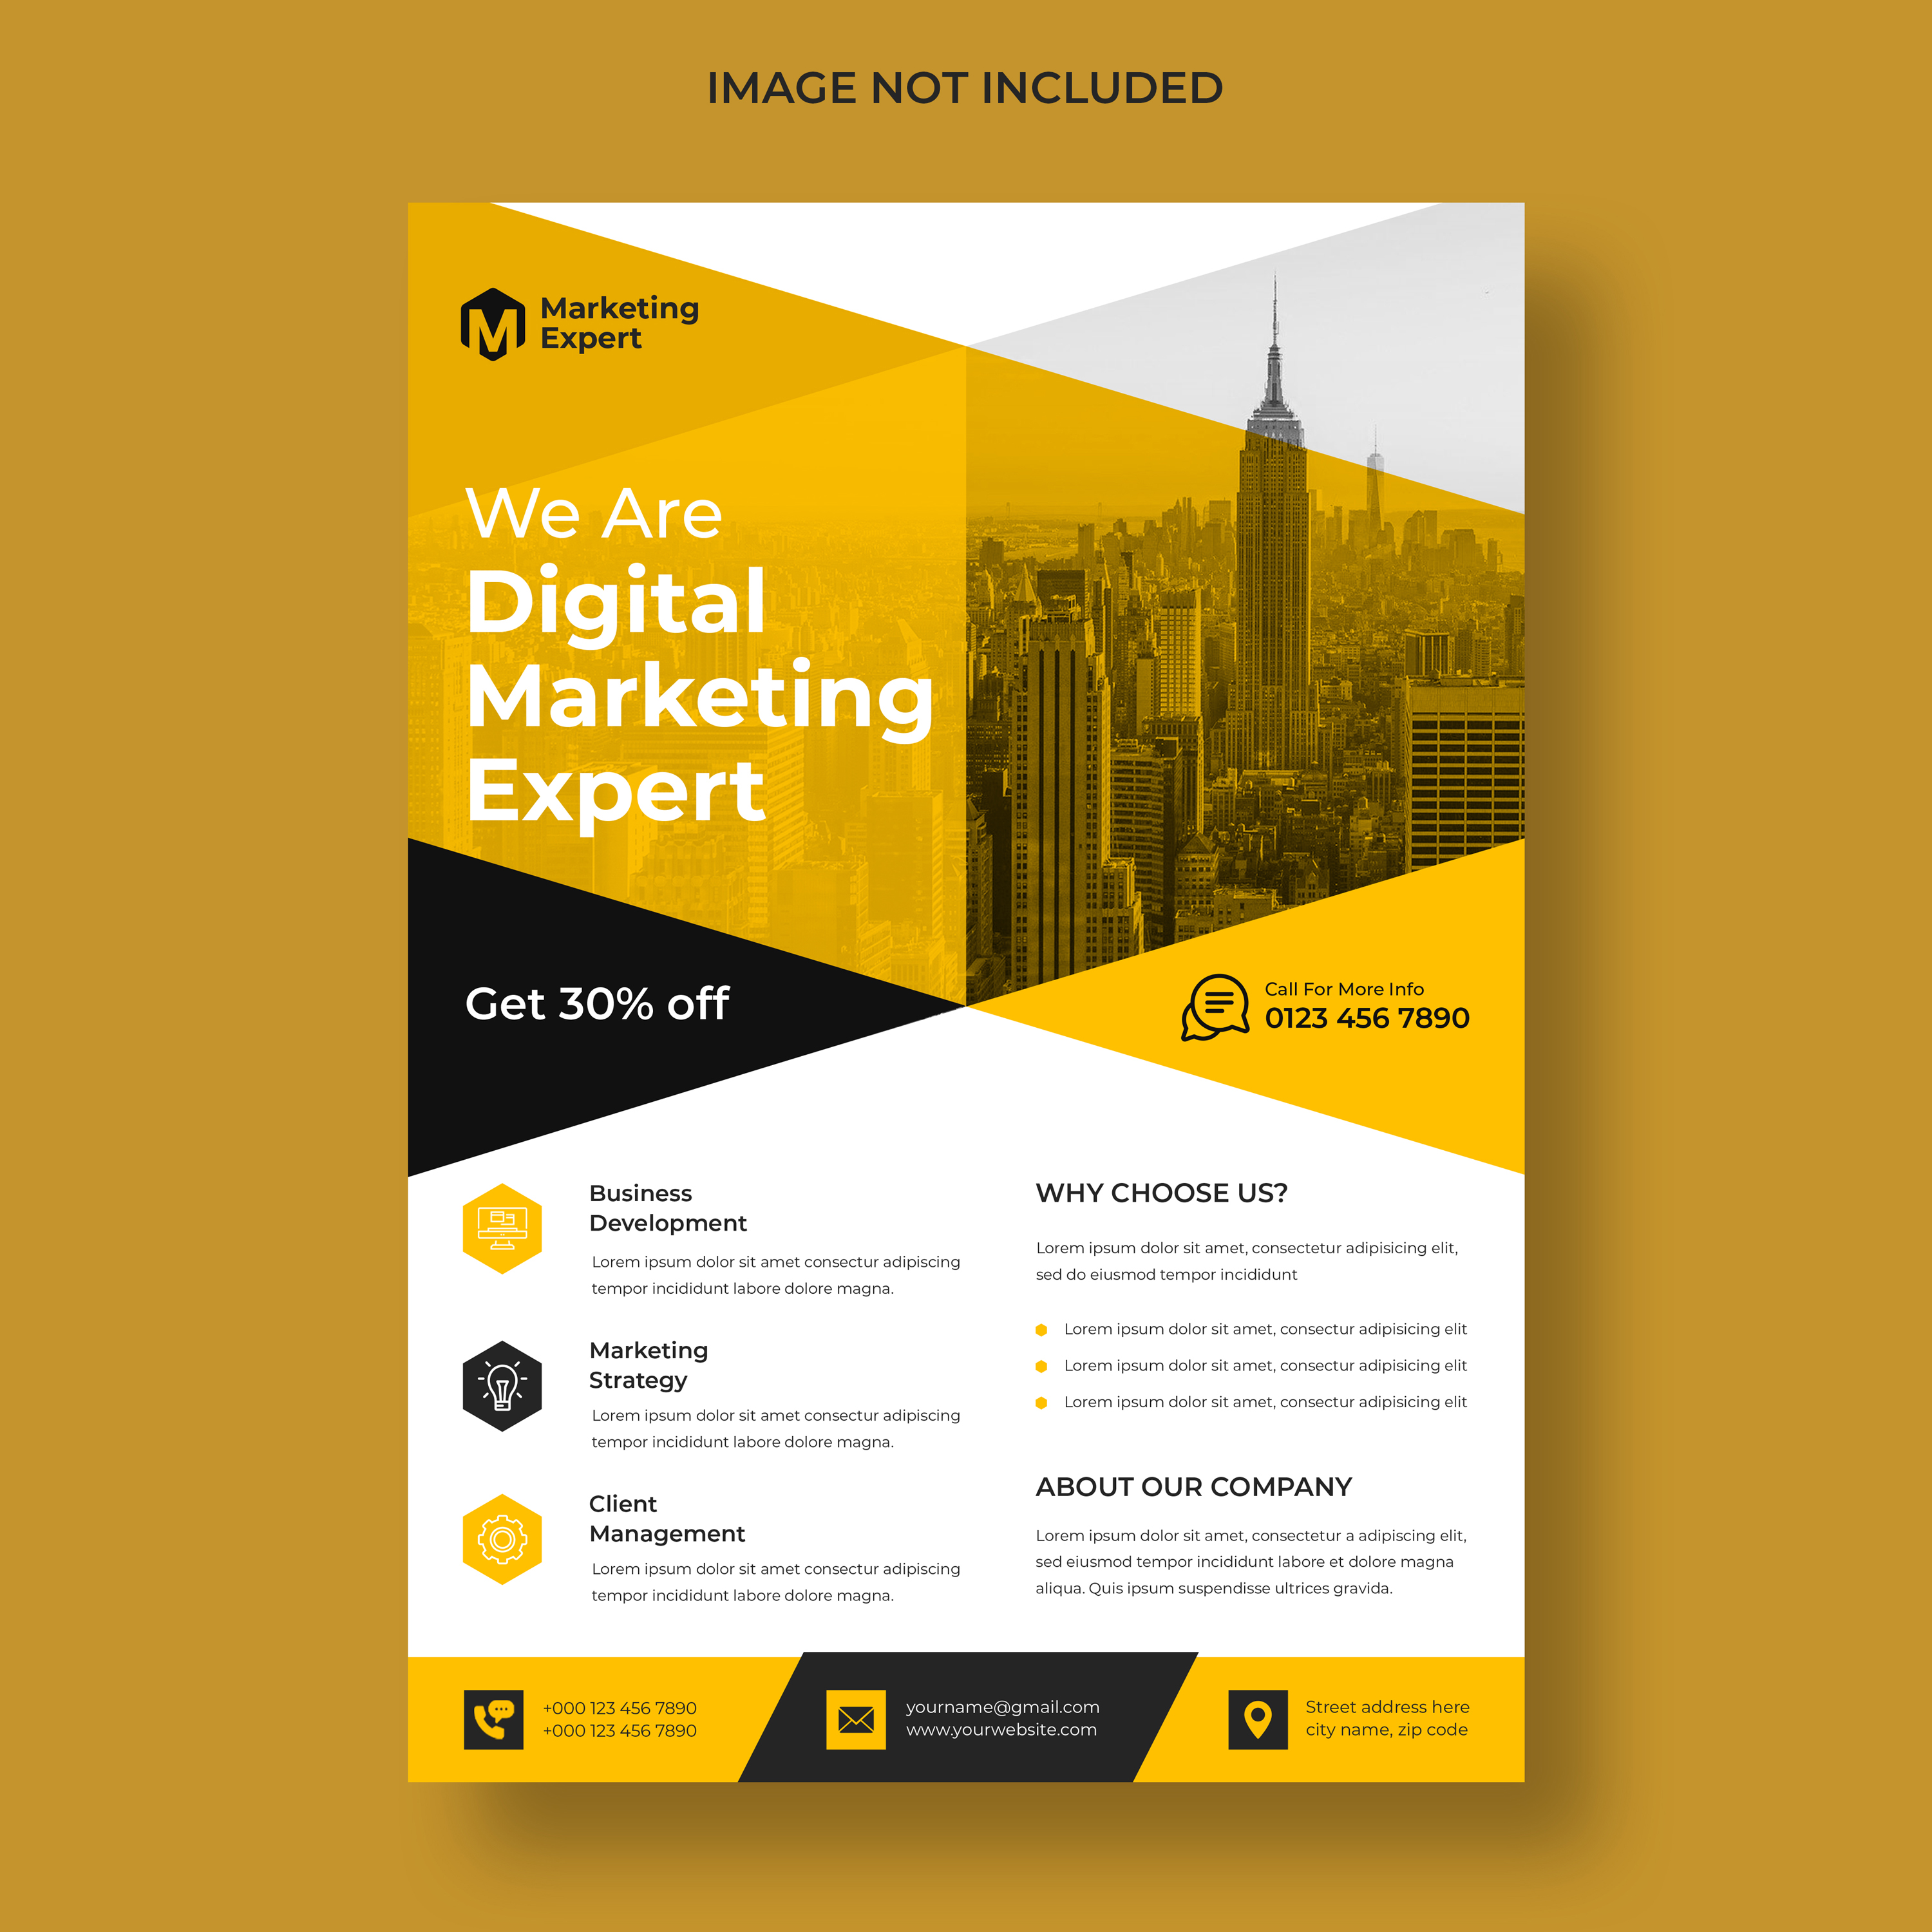 IMAGE NOT INCLUDED
Marketing
Expert
We Are
Digital
Marketing
Expert
Get 30% off
Call For More Info
0123 456 7890
Business
Development
Lorem ipsum dolor sit amet consectur adipiscing
tempor incididunt labore dolore magna.
Marketing
Strategy
Lorem ipsum dolor sit amet consectur adipiscing
tempor incididunt labore dolore magna.
Client
Management
Lorem ipsum dolor sit amet consectur adipiscing
tempor incididunt labore dolore magna.
WHY CHOOSE US?
Lorem ipsum dolor sit amet, consectetur adipisicing elit,
sed do eiusmod tempor incididunt
Lorem ipsum dolor sit amet, consectur adipisicing elit
Lorem ipsum dolor sit amet, consectur adipisicing elit
Lorem ipsum dolor sit amet, consectur adipisicing elit
ABOUT OUR COMPANY
Lorem ipsum dolor sit amet, consectetur a adipiscing elit,
sed eiusmod tempor incididunt labore et dolore magna
aliqua. Quis ipsum suspendisse ultrices gravida.
+000 123 456 7890
+000 123 456 7890
yourname@gmail.com
www.yourwebsite.com
Street address here
city name, zip code